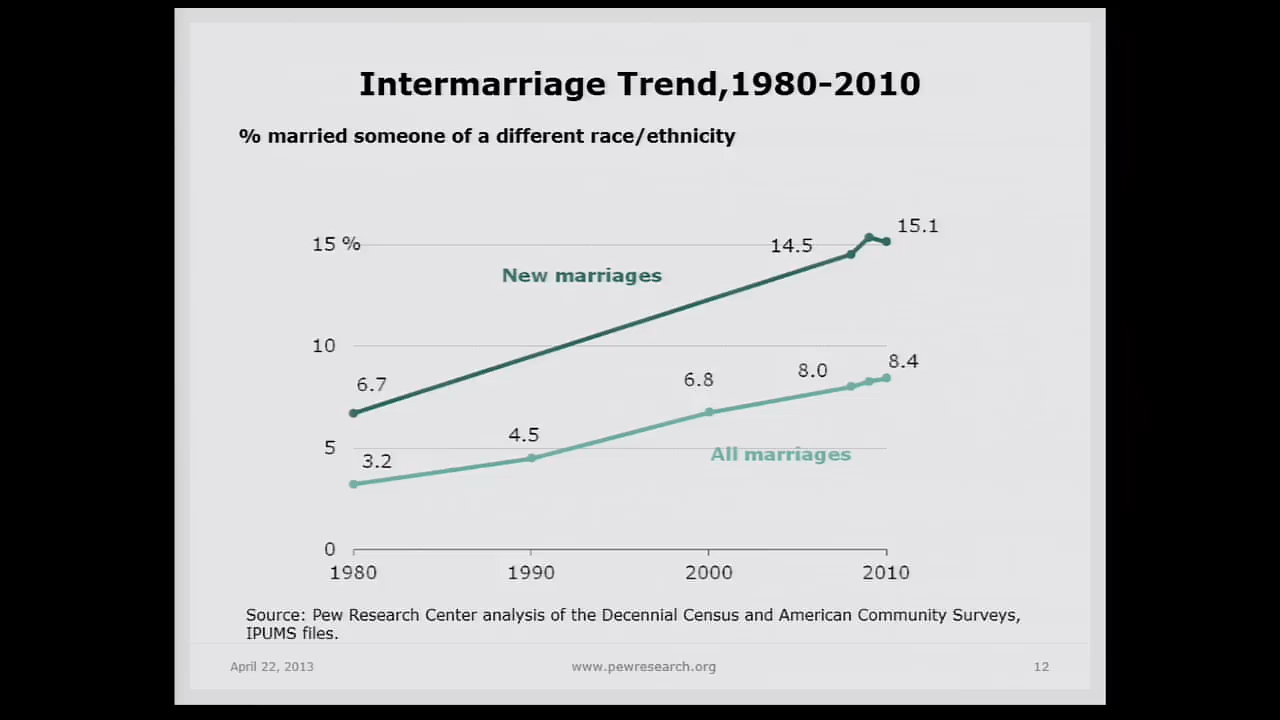 Intermarriage Trend,1980-2010
% married someone of a different race/ethnicity
15 %
10
5
0
New marriages
6.7
14.5
15.1
All marriages
3.2
4.5
6.8
8.0
8.4
1980 1990 2000 2010
Source: Pew Research Center analysis of the Decennial Census and American Community Surveys,
IPUMS files.
April 22, 2013 www.pewresearch.org 12